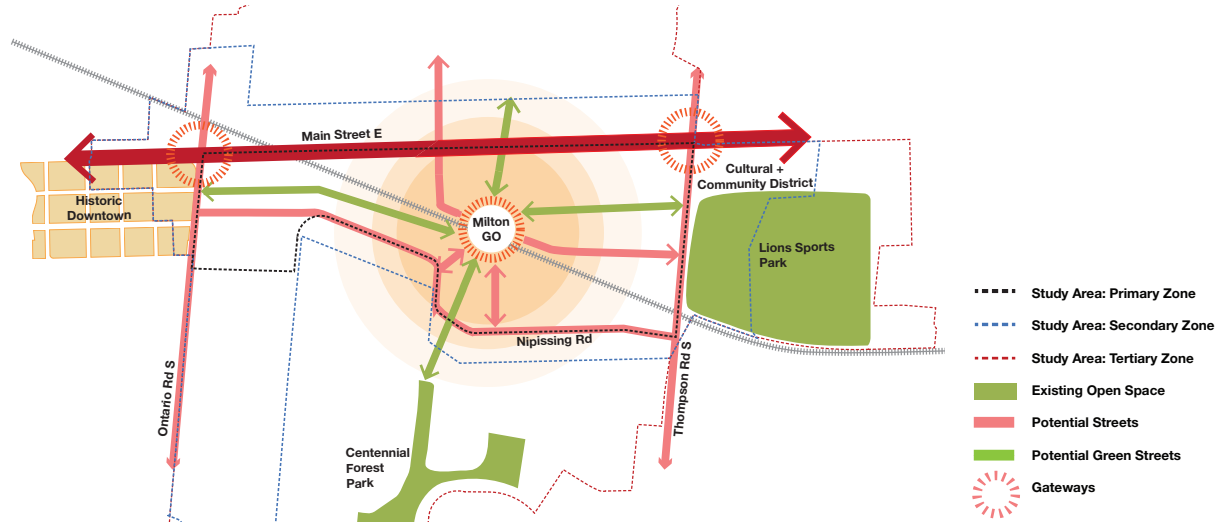 Main Street E
Cultural +
Community District
Historic
Downtown
Milton
GO
Lions Sports
Park
Nipissing Rd
Ontario Rd S
Thompson Rd S
Centennial
Forest
Park
Study Area: Primary Zone
Study Area: Secondary Zone
Study Area: Tertiary Zone
Existing Open Space
Potential Streets
Potential Green Streets
Gateways